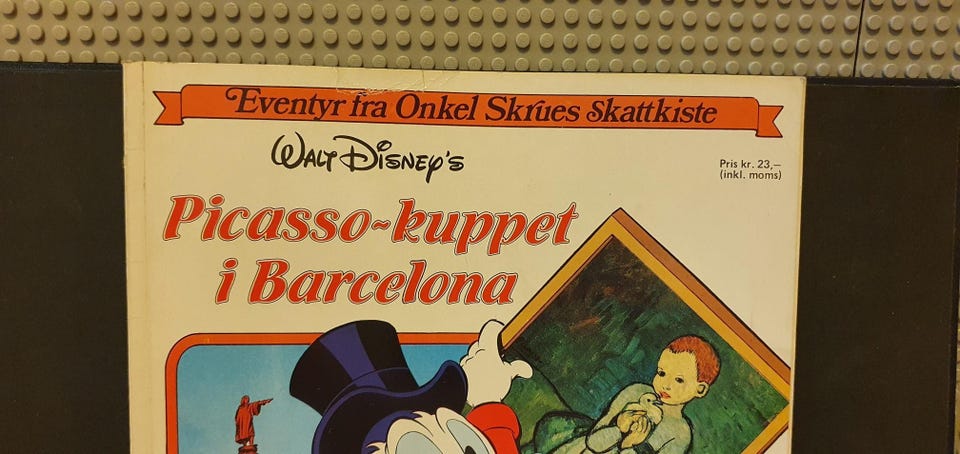 Eventyr fra Onkel Skrues Skattkiste
WALT DISNEY'S
Pris kr. 23,–
(inkl. moms)
Picasso-kuppet
i Barcelona